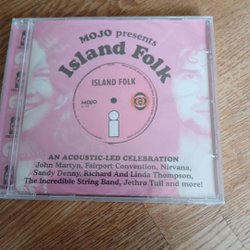 MOJO presents
Island Folk
ISLAND FOLK
MOJO
i
AN ACOUSTIC-LED CELEBRATION
John Martyn, Fairport Convention, Nirvana,
Sandy Denny, Richard And Linda Thompson,
The Incredible String Band, Jethro Tull and more!